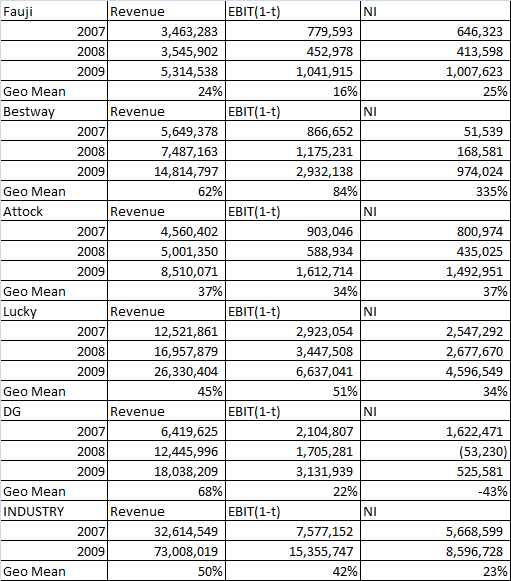 Fauji Revenue EBIT(1-t) NI
2007 3,463,283 779,593 646,323
2008 3,545,902 452,978 413,598
2009 5,314,538 1,041,915 1,007,623
Geo Mean 24% 16% 25%
Bestway Revenue EBIT(1-t) NI
2007 5,649,378 866,652 51,539
2008 7,487,163 1,175,231 168,581
2009 14,814,797 2,932,138 974,024
Geo Mean 62% 84% 335%
Attock Revenue EBIT(1-t) NI
2007 4,560,402 903,046 800,974
2008 5,001,350 588,934 435,025
2009 8,510,071 1,612,714 1,492,951
Geo Mean 37% 34% 37%
Lucky Revenue EBIT(1-t) NI
2007 12,521,861 2,923,054 2,547,292
2008 16,957,879 3,447,508 2,677,670
2009 26,330,404 6,637,041 4,596,549
Geo Mean 45% 51% 34%
DG Revenue EBIT(1-t) NI
2007 6,419,625 2,104,807 1,622,471
2008 12,445,996 1,705,281 (53,230)
2009 18,038,209 3,131,939 525,581
Geo Mean 68% 22% -43%
INDUSTRY Revenue EBIT(1-t) NI
2007 32,614,549 7,577,152 5,668,599
2009 73,008,019 15,355,747 8,596,728
Geo Mean 50% 42% 23%